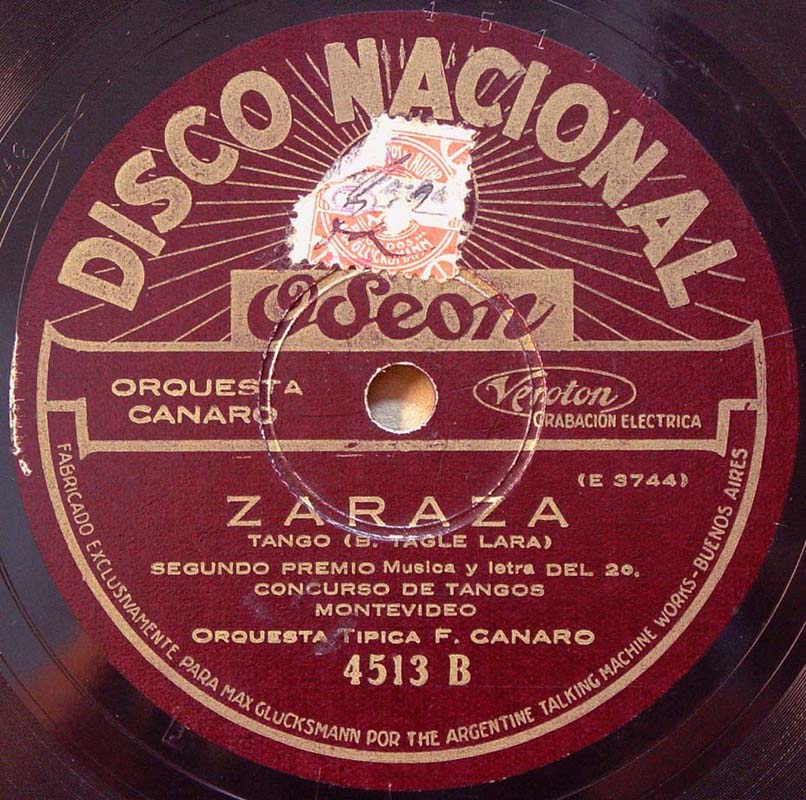 DISCO NACIONAL
Odeon
ORQUESTA
CANARO
Veroton
GRABACIÓN ELECTRICA
(E 3744)
ZARAZA
TANGO (B. TAGLE LARA)
SEGUNDO PREMIO Musica y letra DEL 2º.
CONCURSO DE TANGOS
MONTEVIDEO
ORQUESTA TIPICA F. CANARO
4513 B
FABRICADO EXCLUSIVAMENTE PARA MAX GLUCKSMANN POR THE ARGENTINE TALKING MACHINE WORKS - BUENOS AIRES